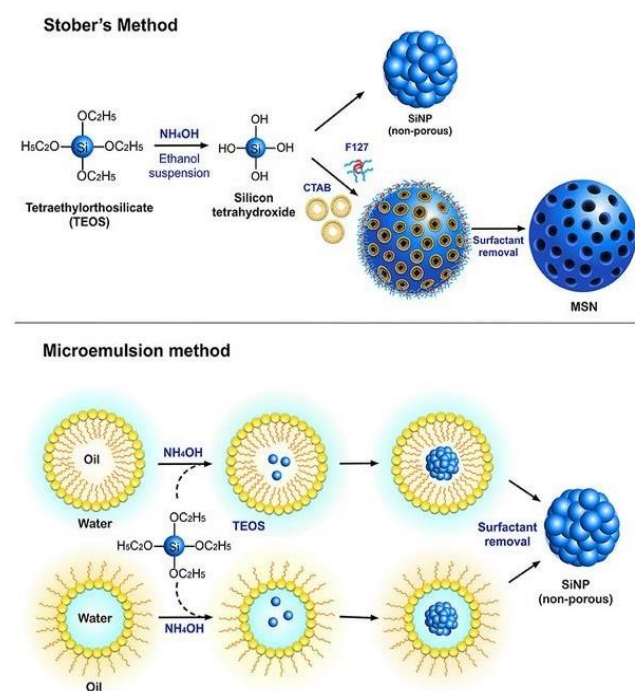 Stober's Method
OC₂H₅
H₅C₂O Si OC₂H₅
OC₂H₅
Tetraethylorthosilicate
(TEOS)
NH₄OH
Ethanol
suspension
OH
HO Si OH
OH
Silicon
tetrahydroxide
SiNP
(non-porous)
F127
CTAB
Surfactant
removal
MSN
Microemulsion method
Oil
Water
NH₄OH
TEOS
OC₂H₅
H₅C₂O Si OC₂H₅
OC₂H₅
Water
Oil
NH₄OH
Surfactant
removal
SiNP
(non-porous)